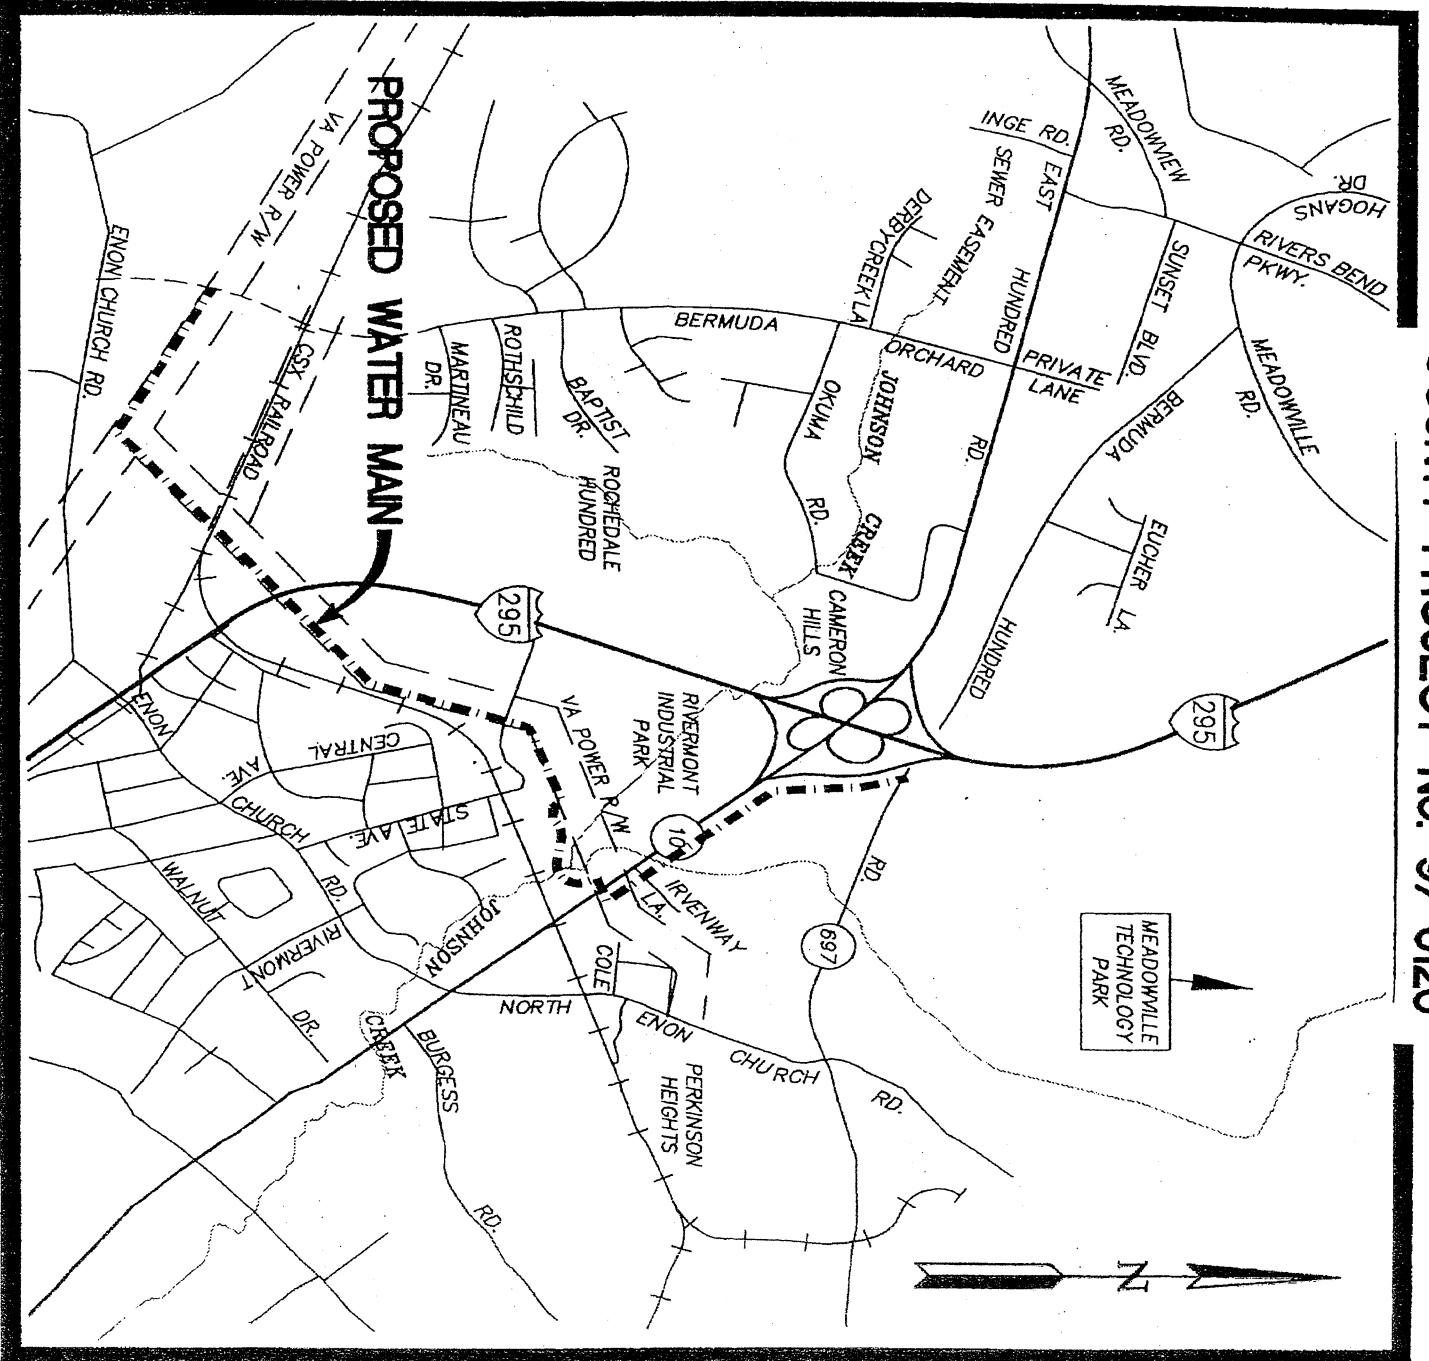 PROJECT No. 97-0120
MEADOWVIEW
RD.
INGE RD.
EAST
HUNDRED
RD.
SEWER EASEMENT
DERBYCREEK LA
DR.
HOGANS
RIVERS BEND
PKWY.
SUNSET BLVD.
MEADOWVILLE
RD.
PRIVATE
LANE
BERMUDA
HUNDRED
RD.
697
EUCHER LA.
BERMUDA
ORCHARD
OKUMA
RD.
JOHNSON
CREEK
CAMERON
HILLS
VA POWER R/W
PROPOSED WATER MAIN
ENON CHURCH RD.
CSX RAILROAD
MARTINEAU
DR.
ROTHSCHILD
BAPTIST
DR.
ROCHEDALE
HUNDRED
295
295
RIVERMONT
INDUSTRIAL
PARK
VA POWER R/W
10
IRVENWAY
LA.
ENON
CHURCH
RD.
CENTRAL
AVE.
STATE AVE.
WALNUT
RIVERMONT
DR.
JOHNSON
CREEK
COLE
NORTH
ENON
CHURCH
RD.
BURGESS
RD.
PERKINSON
HEIGHTS
MEADOWVILLE
TECHNOLOGY
PARK
N